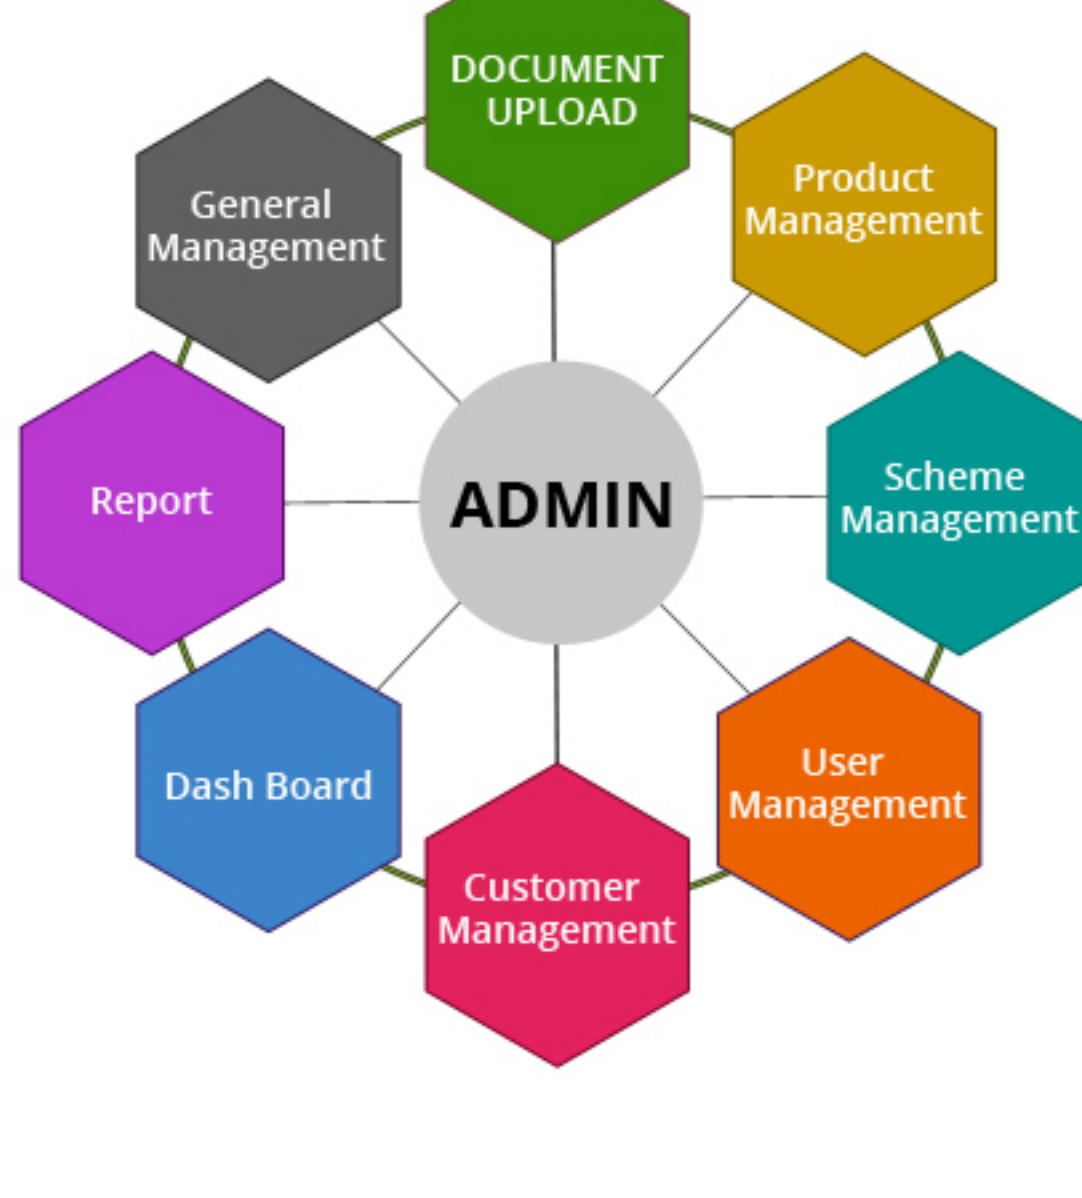 DOCUMENT
UPLOAD
Product
Management
General
Management
Scheme
Management
Report
ADMIN
User
Management
Dash Board
Customer
Management